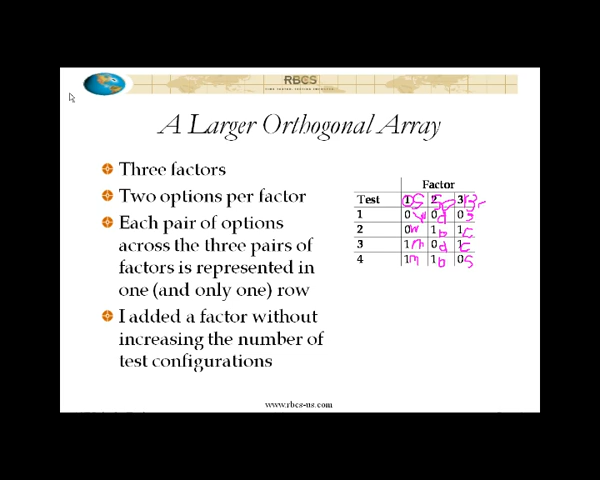 RBCS
A Larger Orthogonal Array
Three factors
Two options per factor
Each pair of options
across the three pairs of
factors is represented in
one (and only one) row
I added a factor without
increasing the number of
test configurations
Factor
Test 1 2 3
1 0 0 0
2 0 1 1
3 1 0 1
4 1 1 0
www.rbcs-us.com